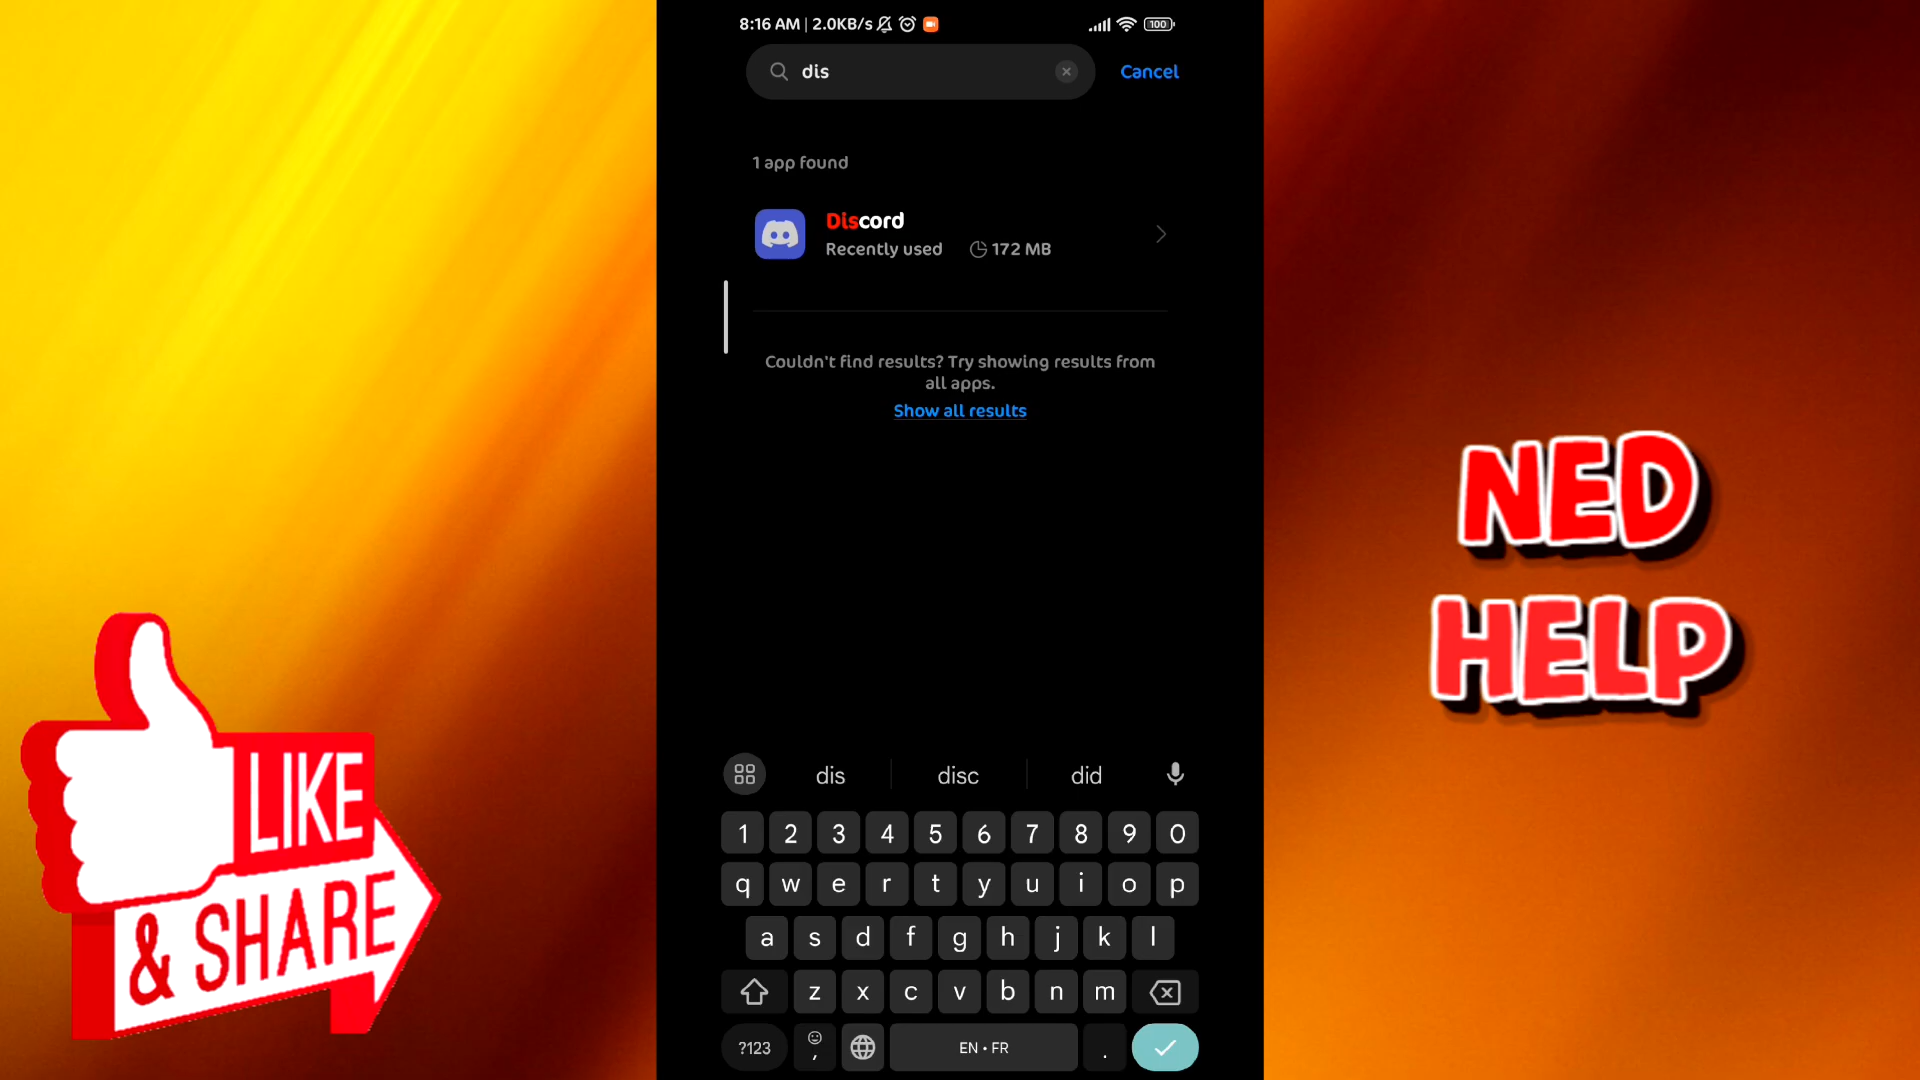 8:16 AM | 2.0KB/s 100
dis Cancel
1 app found
Discord
Recently used 172 MB
Couldn't find results? Try showing results from
all apps.
Show all results
NED
HELP
LIKE
& SHARE
dis disc did
1 2 3 4 5 6 7 8 9 0
q w e r t y u i o p
a s d f g h j k l
z x c v b n m
?123 , EN • FR .